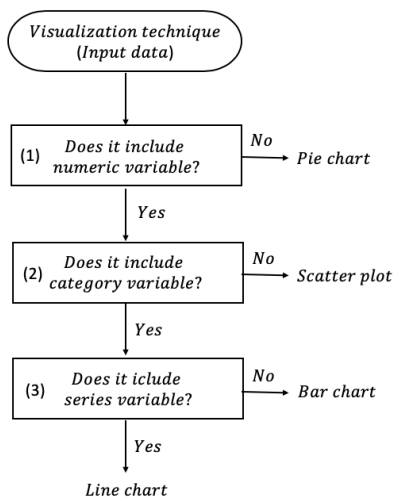 Visualization technique
(Input data)
(1) Does it include
numeric variable?
No
Pie chart
Yes
(2) Does it include
category variable?
No
Scatter plot
Yes
(3) Does it iclude
series variable?
No
Bar chart
Yes
Line chart